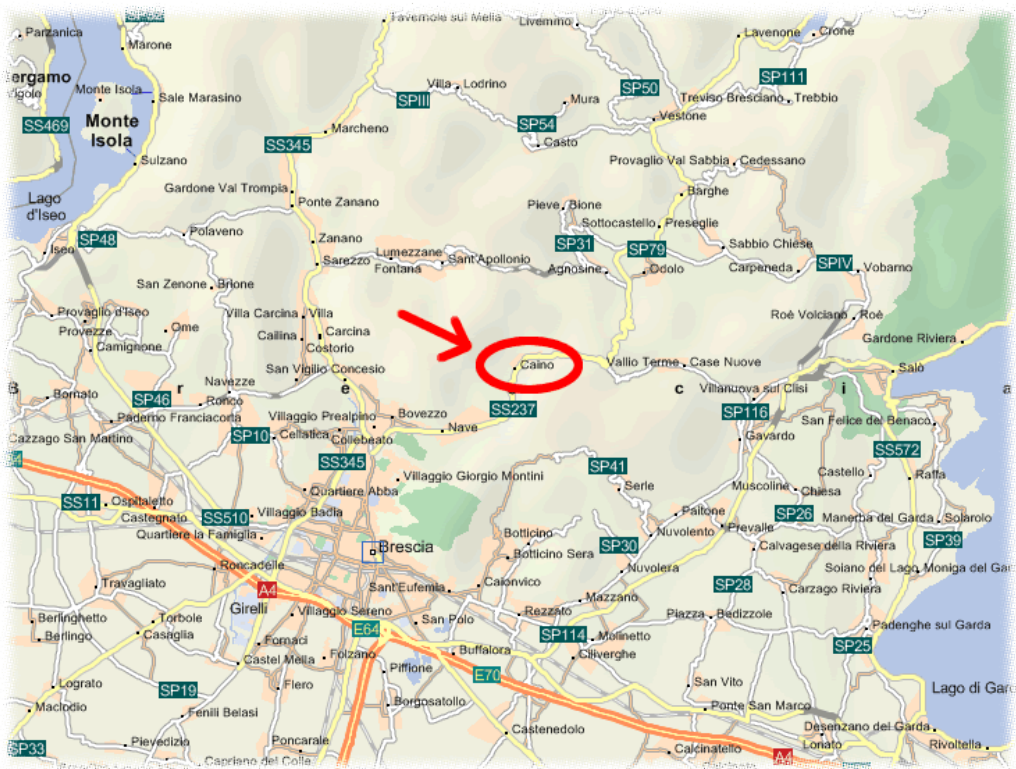 SP62
Tavernole sul Mella
Livemmo
Parzanica
Marone
Lavenone
Crone
ergamo
Vigolo
Monte Isola
Sale Marasino
Villa
Lodrino
SPIII
Mura
SP50
SP111
Treviso Bresciano
Trebbio
SS469
Monte
Isola
Marcheno
SP54
Vestone
SS345
Casto
Sulzano
Provaglio Val Sabbia
Cedessano
Gardone Val Trompia
Barghe
Lago
d'Iseo
Ponte Zanano
Pieve
Bione
Sottocastello
Preseglie
SP48
Polaveno
Zanano
SP31
SP79
Sabbio Chiese
Iseo
Lumezzane
Fontana
Sant'Apollonio
Sarezzo
Agnosine
Odolo
Carpeneda
SPIV
Vobarno
San Zenone
Brione
Provaglio d'Iseo
Villa Carcina
Villa
Roè Volciano
Roè
Provezze
Ome
Cailina
Carcina
Gardone Riviera
Camignone
Costorio
San Vigilio Concesio
Caino
Vallio Terme
Case Nuove
Salò
B
r
e
c
i
a
Navezze
Villanuova sul Clisi
Bornato
SP46
Ronco
SS237
SP116
San Felice del Benaco
Paderno Franciacorta
Villaggio Prealpino
Bovezzo
Nave
Cazzago San Martino
SP10
Cellatica
Collebeato
Gavardo
SS572
SS345
SP41
Castello
Raffa
Villaggio Giorgio Montini
Serle
Muscoline
Chiesa
SS11
Ospitaletto
Quartiere Abba
Paitone
SP26
Castegnato
SS510
Villaggio Badia
Nuvolento
Prevalle
Manerba del Garda
Solarolo
Quartiere la Famiglia
Botticino
SP30
Calvagese della Riviera
SP39
Brescia
Botticino Sera
Roncadelle
Nuvolera
Soiano del Lago
Moniga del Gar
Travagliato
A4
Sant'Eufemia
Caionvico
SP28
Carzago Riviera
Girelli
Villaggio Sereno
Mazzano
Berlinghetto
Torbole
San Polo
Rezzato
Piazza
Bedizzole
Berlingo
Casaglia
E64
SP114
Molinetto
Padenghe sul Garda
Fornaci
Folzano
Buffalora
Ciliverghe
SP25
Castel Mella
Piffione
E70
Lograto
SP19
Flero
San Vito
Lago di Gard
Maclodio
Borgosatollo
Ponte San Marco
Fenili Belasi
Castenedolo
Desenzano del Garda
SP33
Pievedizio
Poncarale
Calcinatello
A4
Lonato
Rivoltella
Capriano del Colle
Calcinato